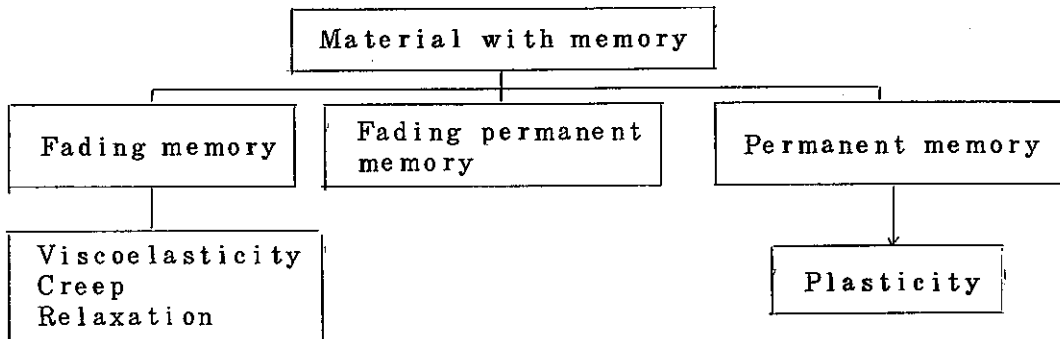 Material with memory
Fading memory
Fading permanent
memory
Permanent memory
Viscoelasticity
Creep
Relaxation
Plasticity